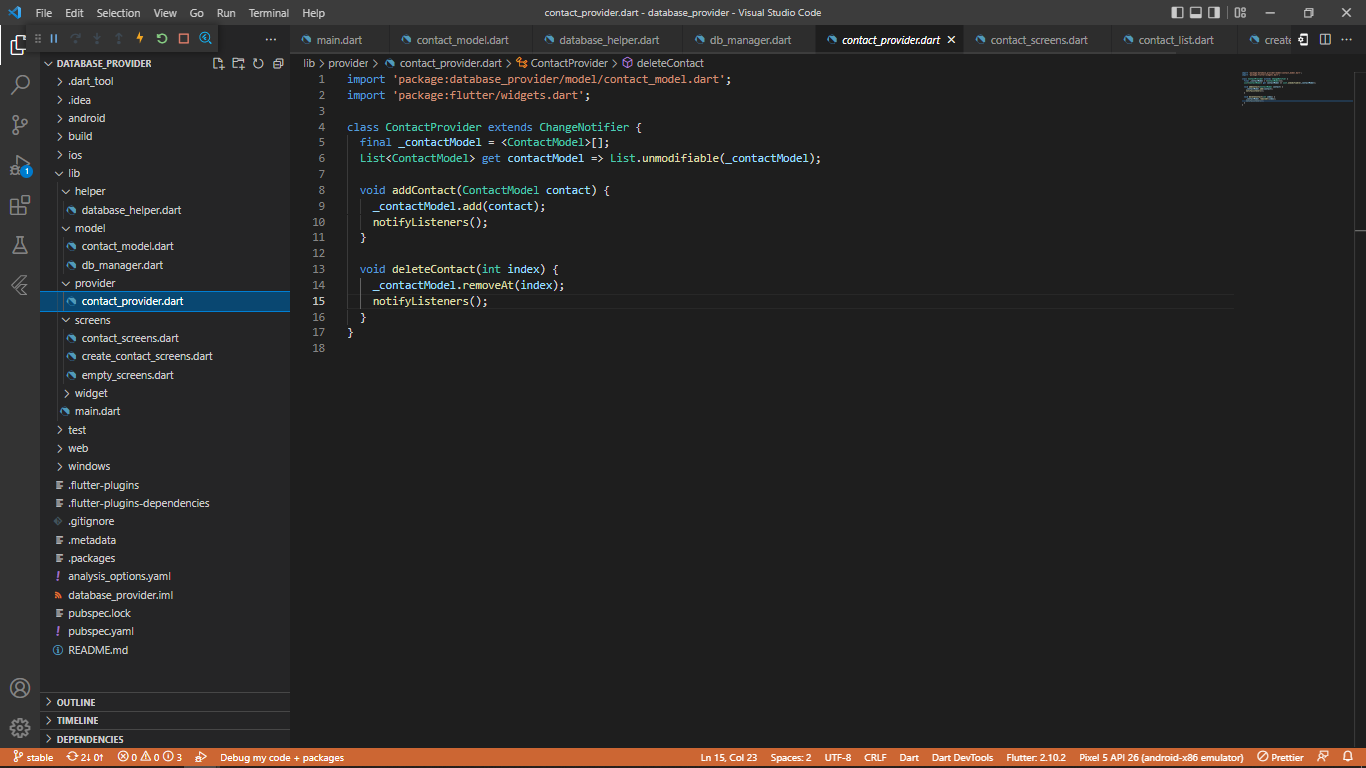 File Edit Selection View Go Run Terminal Help
contact_provider.dart - database_provider - Visual Studio Code
main.dart contact_model.dart database_helper.dart db_manager.dart contact_provider.dart contact_screens.dart contact_list.dart create
DATABASE_PROVIDER
.dart_tool
.idea
android
build
ios
lib
helper
database_helper.dart
model
contact_model.dart
db_manager.dart
provider
contact_provider.dart
screens
contact_screens.dart
create_contact_screens.dart
empty_screens.dart
widget
main.dart
test
web
windows
.flutter-plugins
.flutter-plugins-dependencies
.gitignore
.metadata
.packages
analysis_options.yaml
database_provider.iml
pubspec.lock
pubspec.yaml
README.md
OUTLINE
TIMELINE
DEPENDENCIES
1
lib > provider > contact_provider.dart > ContactProvider > deleteContact
1 import 'package:database_provider/model/contact_model.dart';
2 import 'package:flutter/widgets.dart';
3
4 class ContactProvider extends ChangeNotifier {
5 final _contactModel = <ContactModel>[];
6 List<ContactModel> get contactModel => List.unmodifiable(_contactModel);
7
8 void addContact(ContactModel contact) {
9 _contactModel.add(contact);
10 notifyListeners();
11 }
12
13 void deleteContact(int index) {
14 _contactModel.removeAt(index);
15 notifyListeners();
16 }
17 }
18
stable 2↓ 0↑ 0 0 3 Debug my code + packages Ln 15, Col 23 Spaces: 2 UTF-8 CRLF Dart Dart DevTools Flutter: 2.10.2 Pixel 5 API 26 (android-x86 emulator) Prettier